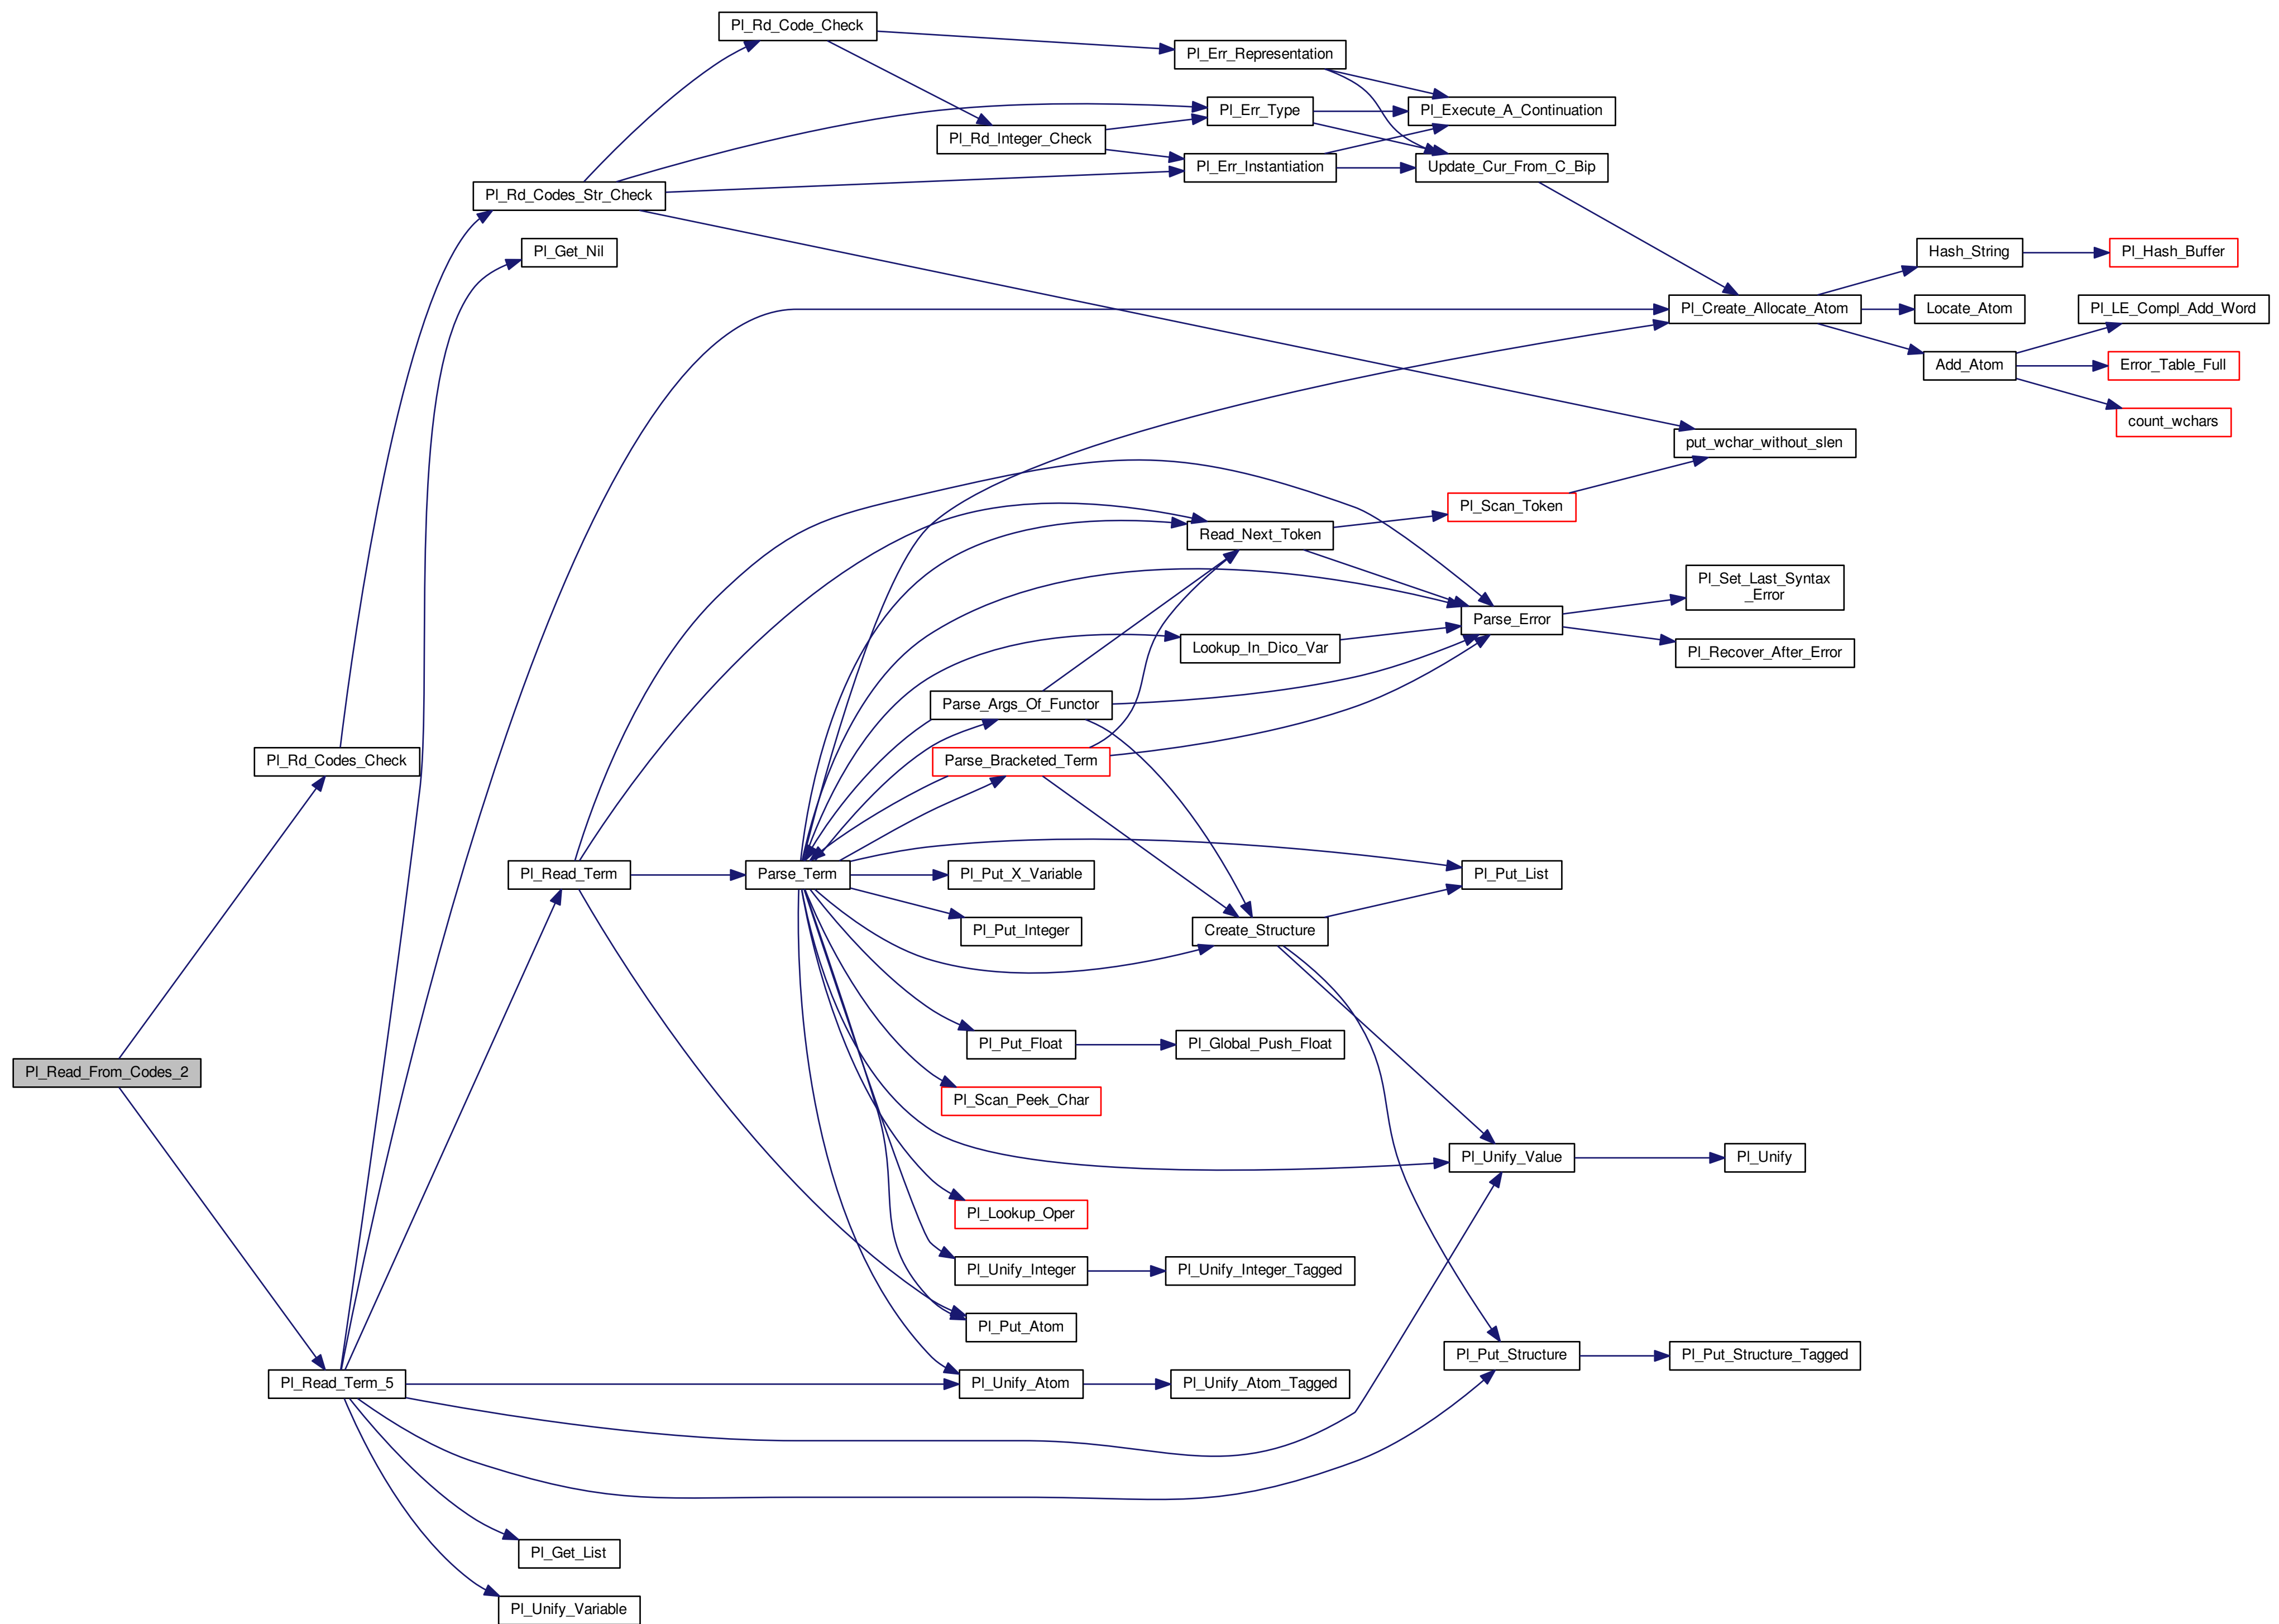 Pl_Rd_Code_Check
Pl_Err_Representation
Pl_Err_Type
Pl_Execute_A_Continuation
Pl_Rd_Integer_Check
Pl_Err_Instantiation
Update_Cur_From_C_Bip
Pl_Rd_Codes_Str_Check
Pl_Get_Nil
Hash_String
Pl_Hash_Buffer
Pl_Create_Allocate_Atom
Locate_Atom
Pl_LE_Compl_Add_Word
Add_Atom
Error_Table_Full
count_wchars
put_wchar_without_slen
Pl_Scan_Token
Read_Next_Token
Pl_Set_Last_Syntax
_Error
Parse_Error
Lookup_In_Dico_Var
Pl_Recover_After_Error
Parse_Args_Of_Functor
Pl_Rd_Codes_Check
Parse_Bracketed_Term
Pl_Read_Term
Parse_Term
Pl_Put_X_Variable
Pl_Put_List
Pl_Put_Integer
Create_Structure
Pl_Put_Float
Pl_Global_Push_Float
Pl_Read_From_Codes_2
Pl_Scan_Peek_Char
Pl_Unify_Value
Pl_Unify
Pl_Lookup_Oper
Pl_Unify_Integer
Pl_Unify_Integer_Tagged
Pl_Put_Atom
Pl_Put_Structure
Pl_Put_Structure_Tagged
Pl_Read_Term_5
Pl_Unify_Atom
Pl_Unify_Atom_Tagged
Pl_Get_List
Pl_Unify_Variable